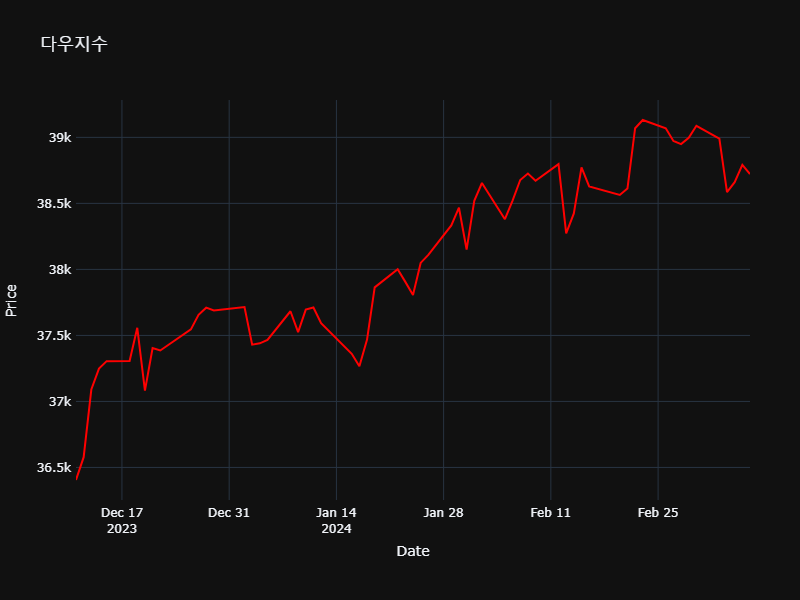 다우지수
39k
38.5k
38k
37.5k
37k
36.5k
Price
Dec 17
2023
Dec 31
Jan 14
2024
Jan 28
Feb 11
Feb 25
Date